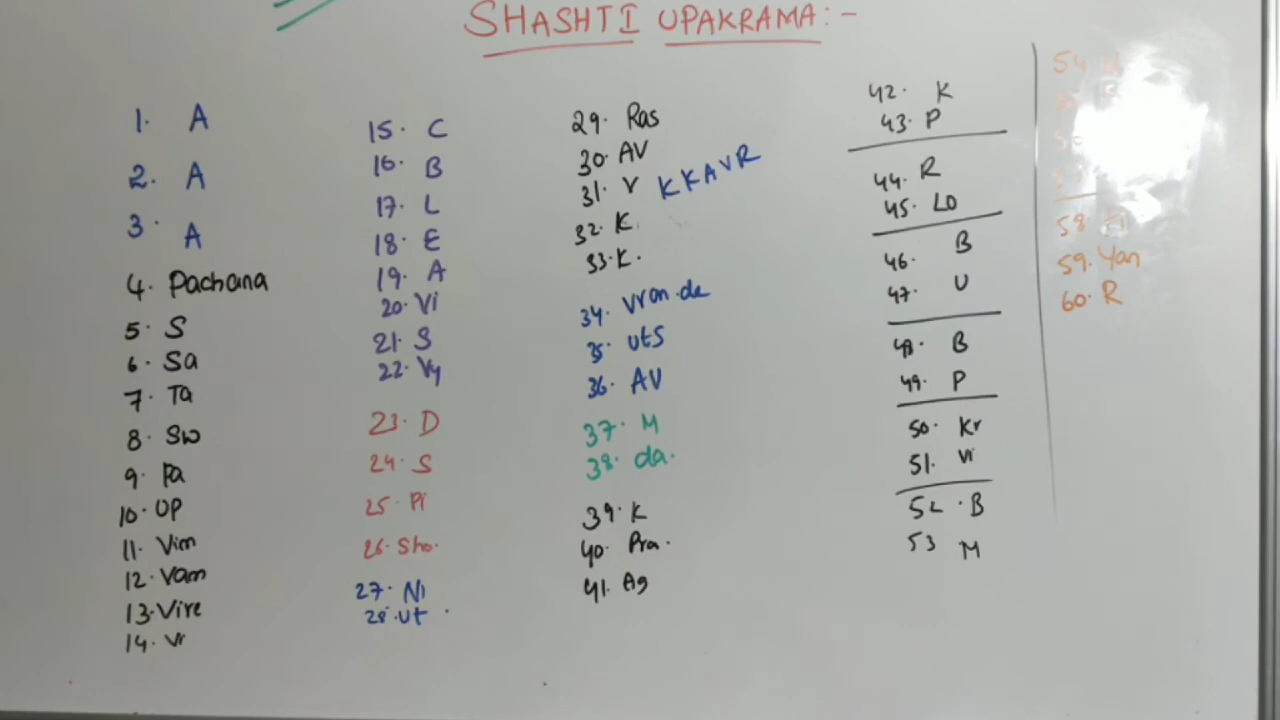 SHASHTI UPAKRAMA:-
1. A
2. A
3. A
4. Pachana
5. S
6. Sa
7. Ta
8. Sw
9. Pa
10. UP
11. Vim
12. Vam
13. Vire
14. Vi
15. C
16. B
17. L
18. E
19. A
20. Vi
21. S
22. Vy
23. D
24. S
25. Pi
26. Sho.
27. Ni
28. Ut
29. Ras
30. AV
31. V KKAVR
32. K.
33. K.
34. Vran. de
35. Uts
36. AV
37. M
38. da.
39. K
40. Pra.
41. Ag
42. K
43. P
44. R
45. LO
46. B
47. U
48. B
49. P
50. Kr
51. Vi
52. B
53 M
54
58
59. Yan
60. R